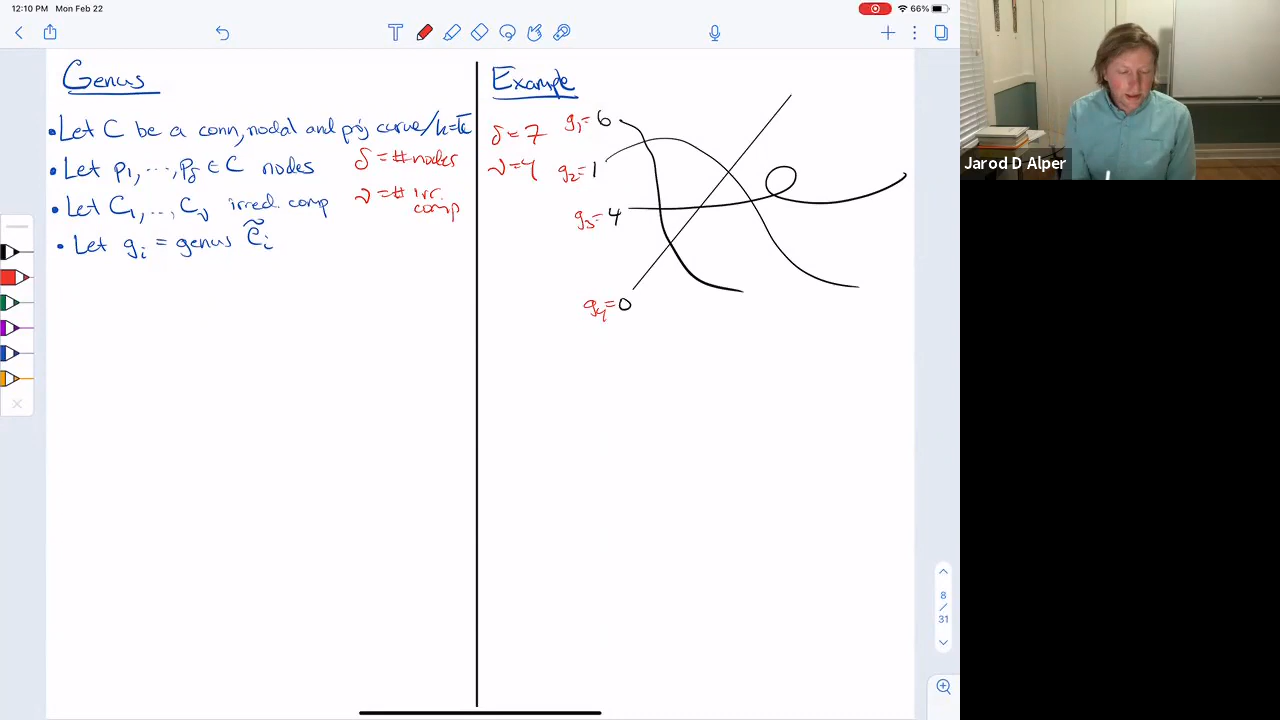 12:10 PM Mon Feb 22
66%
Genus
• Let C be a conn, nodal and proj curve/k=k̄
• Let p₁, ..., p_δ ∈ C nodes
δ = # nodes
• Let C₁, ..., C_ν irred. comp
ν = # irr. comp
• Let gᵢ = genus C̃ᵢ
Example
δ = 7
ν = 4
g₁ = 6
g₂ = 1
g₃ = 4
g₄ = 0
8
/
31
Jarod D Alper